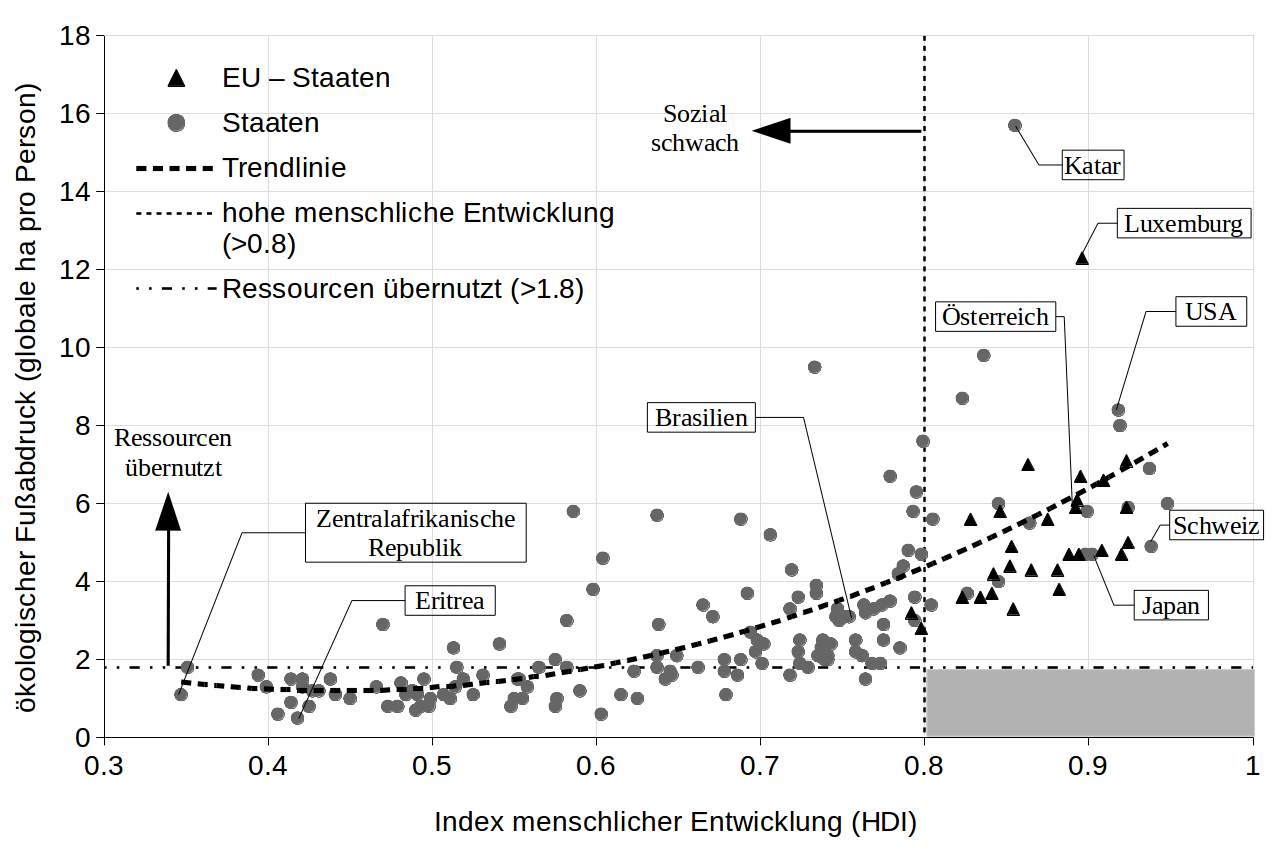 18
16
14
12
10
8
6
4
2
0
ökologischer Fußabdruck (globale ha pro Person)
EU – Staaten
Staaten
Trendlinie
hohe menschliche Entwicklung
(>0.8)
Ressourcen übernutzt (>1.8)
Sozial
schwach
Katar
Luxemburg
Österreich
USA
Brasilien
Ressourcen
übernutzt
Zentralafrikanische
Republik
Eritrea
Schweiz
Japan
0.3
0.4
0.5
0.6
0.7
0.8
0.9
1
Index menschlicher Entwicklung (HDI)